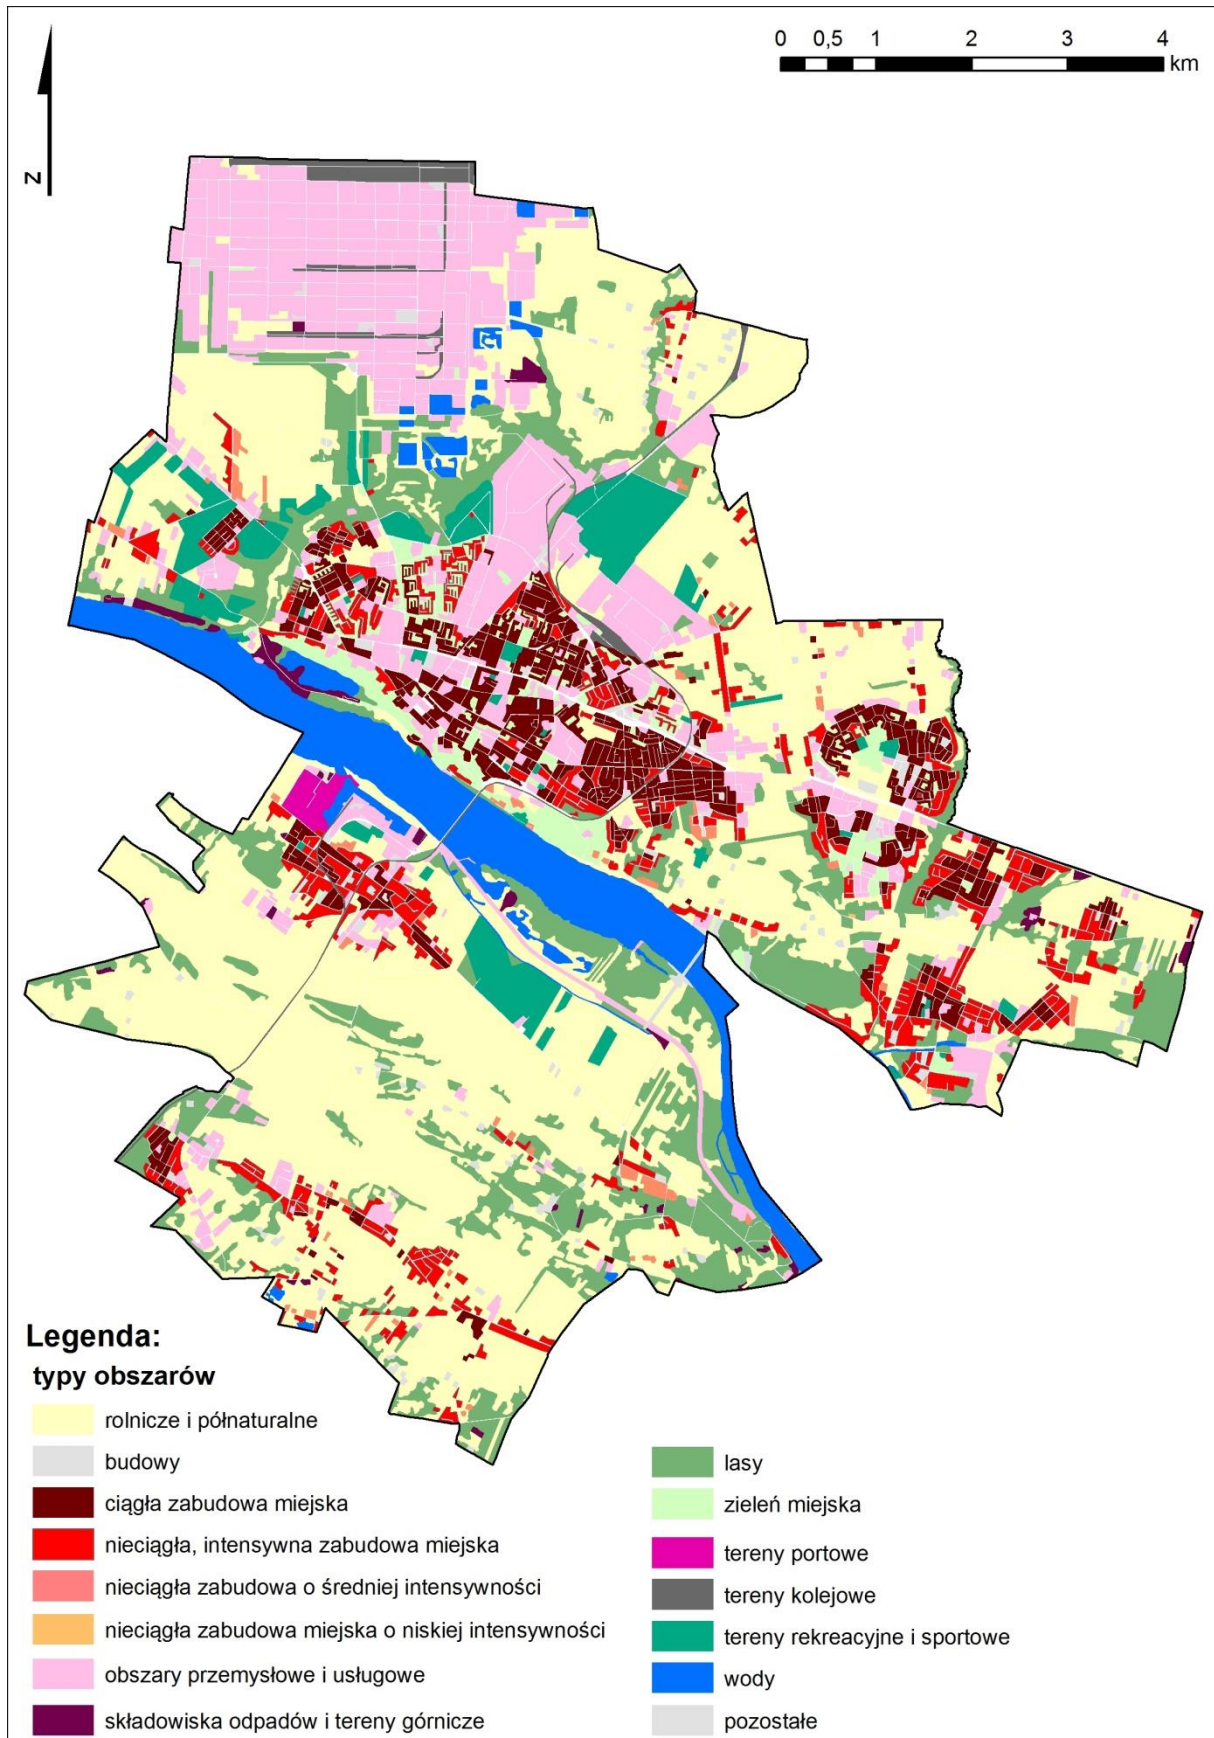 0 0,5 1 2 3 4
km
N
Legenda:
typy obszarów
rolnicze i półnaturalne
budowy
ciągła zabudowa miejska
nieciągła, intensywna zabudowa miejska
nieciągła zabudowa o średniej intensywności
nieciągła zabudowa miejska o niskiej intensywności
obszary przemysłowe i usługowe
składowiska odpadów i tereny górnicze
lasy
zieleń miejska
tereny portowe
tereny kolejowe
tereny rekreacyjne i sportowe
wody
pozostałe